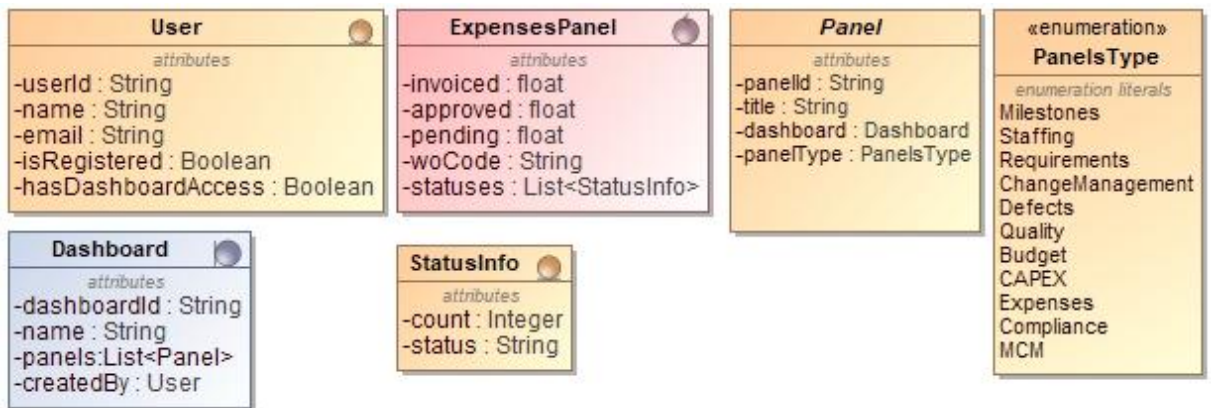 User
attributes
-userId : String
-name : String
-email : String
-isRegistered : Boolean
-hasDashboardAccess : Boolean
ExpensesPanel
attributes
-invoiced : float
-approved : float
-pending : float
-woCode : String
-statuses : List<StatusInfo>
Panel
attributes
-panelId : String
-title : String
-dashboard : Dashboard
-panelType : PanelsType
«enumeration»
PanelsType
enumeration literals
Milestones
Staffing
Requirements
ChangeManagement
Defects
Quality
Budget
CAPEX
Expenses
Compliance
MCM
Dashboard
attributes
-dashboardId : String
-name : String
-panels:List<Panel>
-createdBy : User
StatusInfo
attributes
-count : Integer
-status : String